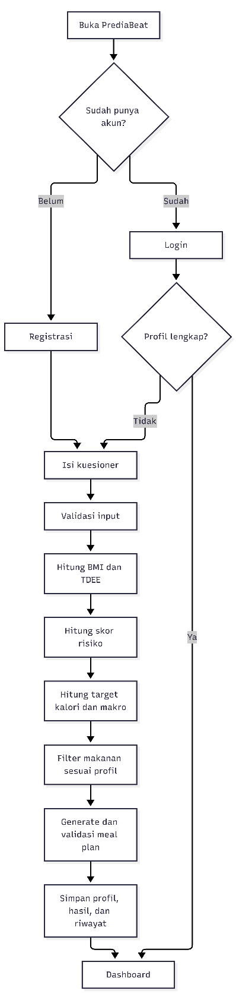 Buka PrediaBeat
Sudah punya
akun?
Belum
Sudah
Login
Registrasi
Profil lengkap?
Tidak
Isi kuesioner
Validasi input
Hitung BMI dan
TDEE
Hitung skor
risiko
Ya
Hitung target
kalori dan makro
Filter makanan
sesuai profil
Generate dan
validasi meal
plan
Simpan profil,
hasil, dan
riwayat
Dashboard